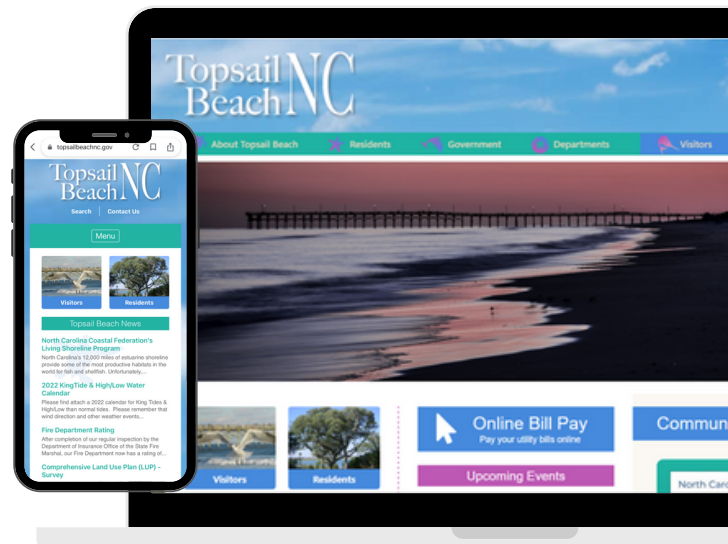 Topsail
Beach NC
About Topsail Beach
Residents
Government
Departments
Visitors
Visitors
Residents
Online Bill Pay
Pay your utility bills online
Upcoming Events
Commun
North Caro
topsailbeachnc.gov
Topsail
Beach NC
Search
Contact Us
Menu
Visitors
Residents
Topsail Beach News
North Carolina Coastal Federation's
Living Shoreline Program
North Carolina's 12,000 miles of estuarine shoreline
provide some of the most productive habitats in the
world for fish and shellfish. Unfortunately,...
2022 KingTide & High/Low Water
Calendar
Please find attach a 2022 calendar for King Tides &
High/Low than normal tides. Please remember that
wind direction and other weather events...
Fire Department Rating
After completion of our regular inspection by the
Department of Insurance Office of the State Fire
Marshal, our Fire Department now has a rating of...
Comprehensive Land Use Plan (LUP) -
Survey